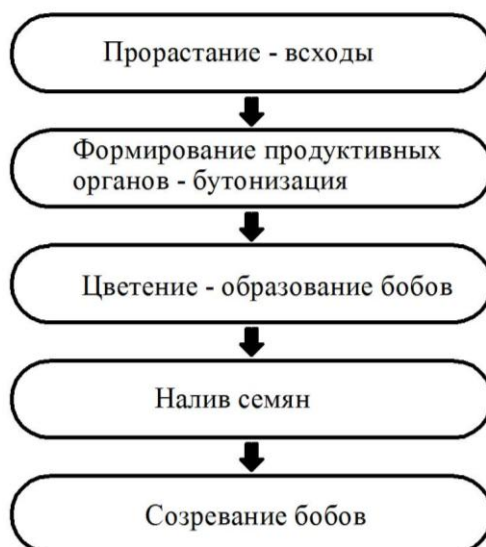 Прорастание - всходы
Формирование продуктивных
органов - бутонизация
Цветение - образование бобов
Налив семян
Созревание бобов